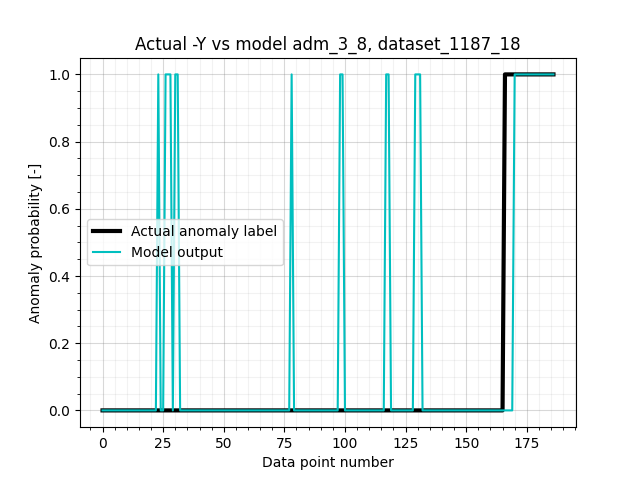 Actual -Y vs model adm_3_8, dataset_1187_18
1.0
0.8
0.6
0.4
0.2
0.0
Anomaly probability [-]
Actual anomaly label
Model output
0 25 50 75 100 125 150 175
Data point number